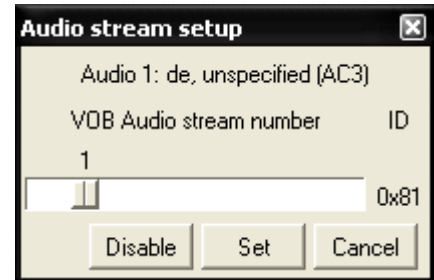 Audio stream setup
Audio 1: de, unspecified (AC3)
VOB Audio stream number ID
1
0x81
Disable Set Cancel